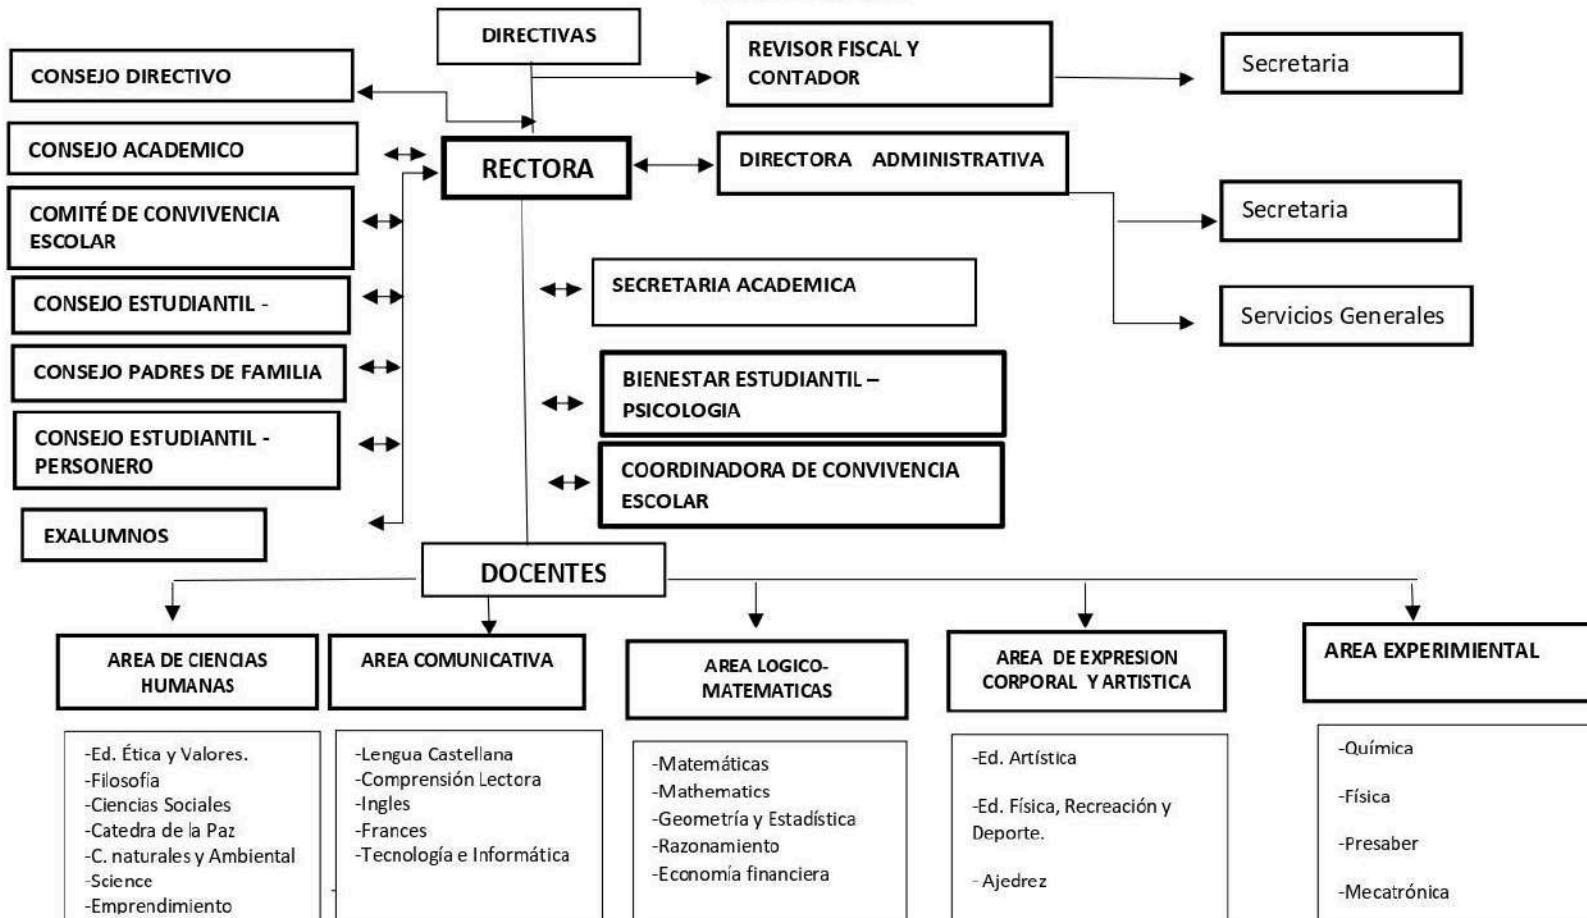 DIRECTIVAS
REVISOR FISCAL Y
CONTADOR
Secretaria
CONSEJO DIRECTIVO
CONSEJO ACADEMICO
RECTORA
DIRECTORA ADMINISTRATIVA
COMITÉ DE CONVIVENCIA
ESCOLAR
Secretaria
CONSEJO ESTUDIANTIL -
SECRETARIA ACADEMICA
Servicios Generales
CONSEJO PADRES DE FAMILIA
BIENESTAR ESTUDIANTIL –
PSICOLOGIA
CONSEJO ESTUDIANTIL -
PERSONERO
COORDINADORA DE CONVIVENCIA
ESCOLAR
EXALUMNOS
DOCENTES
AREA DE CIENCIAS
HUMANAS
AREA COMUNICATIVA
AREA LOGICO-
MATEMATICAS
AREA DE EXPRESION
CORPORAL Y ARTISTICA
AREA EXPERIMIENTAL
-Ed. Ética y Valores.
-Filosofía
-Ciencias Sociales
-Catedra de la Paz
-C. naturales y Ambiental
-Science
-Emprendimiento
-Lengua Castellana
-Comprensión Lectora
-Ingles
-Frances
-Tecnología e Informática
-Matemáticas
-Mathematics
-Geometría y Estadística
-Razonamiento
-Economía financiera
-Ed. Artística
-Ed. Física, Recreación y
Deporte.
- Ajedrez
-Química
-Física
-Presaber
-Mecatrónica